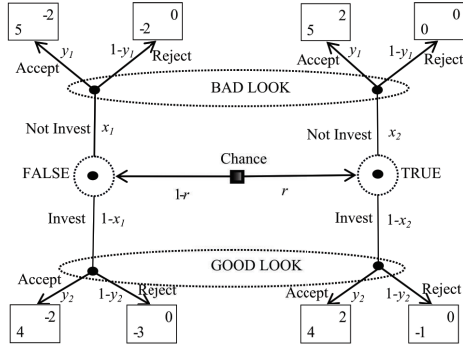 -2 0 2 0
5 -2 5 0
y1 1-y1 y1 1-y1
Accept Reject Accept Reject
BAD LOOK
Not Invest x1 Not Invest x2
Chance
FALSE TRUE
1-r r
Invest 1-x1 Invest 1-x2
GOOD LOOK
Accept y2 1-y2 Reject Accept y2 1-y2 Reject
-2 0 2 0
4 -3 4 -1